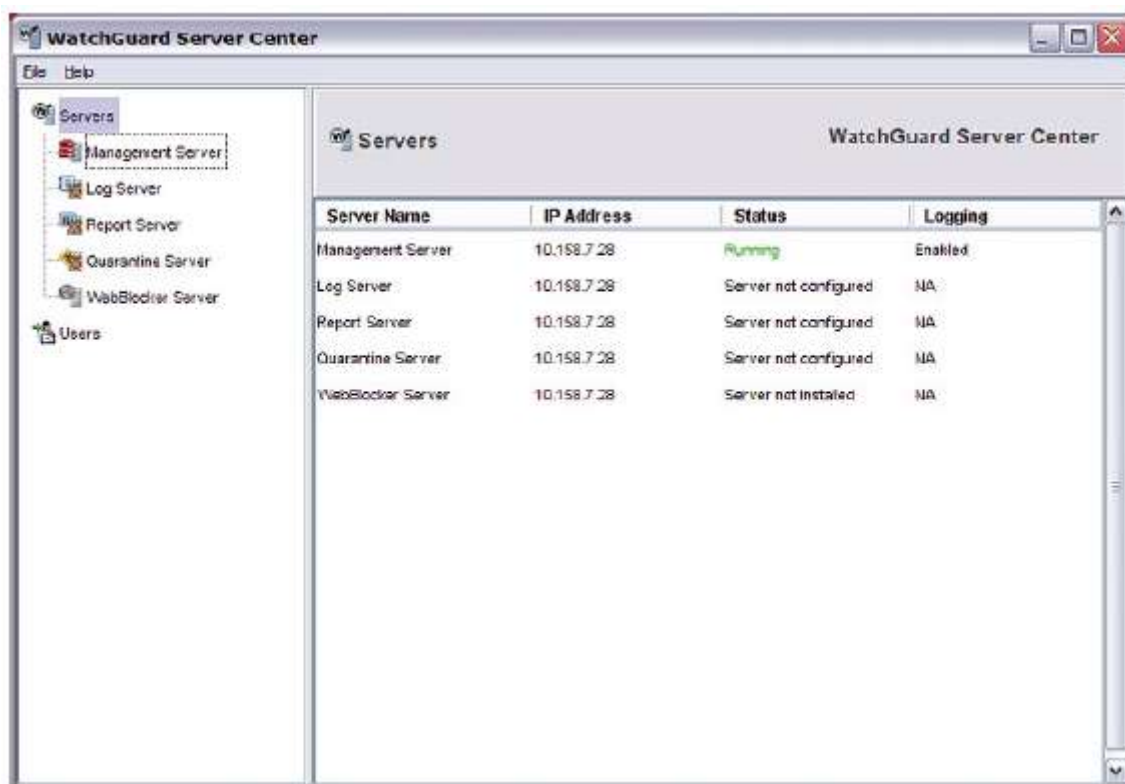 WatchGuard Server Center
File Help
Servers
Management Server
Log Server
Report Server
Quarantine Server
WebBlocker Server
Users
Servers WatchGuard Server Center
Server Name IP Address Status Logging
Management Server 10.158.7.28 Running Enabled
Log Server 10.158.7.28 Server not configured NA
Report Server 10.158.7.28 Server not configured NA
Quarantine Server 10.158.7.28 Server not configured NA
WebBlocker Server 10.158.7.28 Server not installed NA